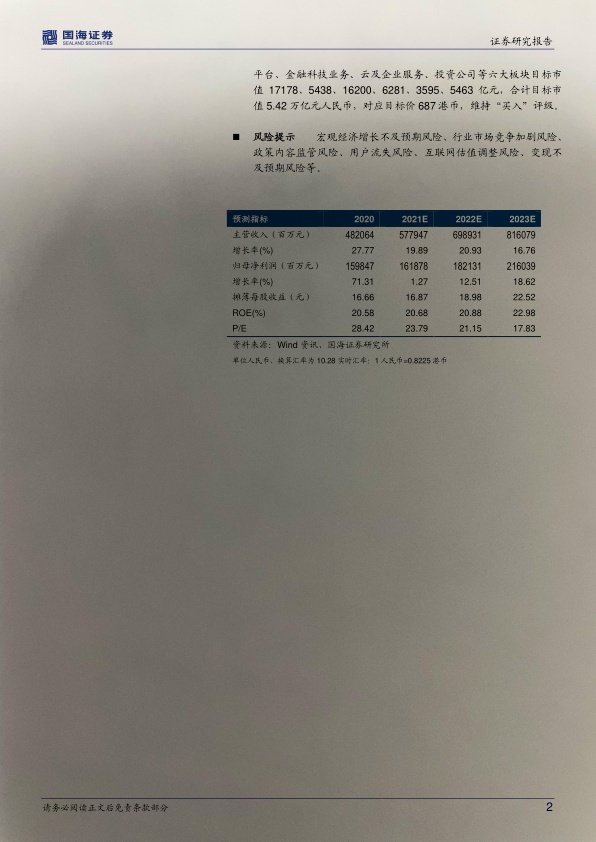 国海证券
SEALAND SECURITIES
证券研究报告
平台、金融科技业务、云及企业服务、投资公司等六大板块目标市
值 17178、5438、16200、6281、3595、5463 亿元，合计目标市
值 5.42 万亿元人民币，对应目标价 687 港币，维持“买入”评级。
■ 风险提示 宏观经济增长不及预期风险、行业市场竞争加剧风险、
政策内容监管风险、用户流失风险、互联网估值调整风险、变现不
及预期风险等。
预测指标 2020 2021E 2022E 2023E
主营收入（百万元） 482064 577947 698931 816079
增长率(%) 27.77 19.89 20.93 16.76
归母净利润（百万元） 159847 161878 182131 216039
增长率(%) 71.31 1.27 12.51 18.62
摊薄每股收益（元） 16.66 16.87 18.98 22.52
ROE(%) 20.58 20.68 20.88 22.98
P/E 28.42 23.79 21.15 17.83
资料来源：Wind 资讯、国海证券研究所
单位人民币，换算汇率为 10.28 实时汇率：1 人民币=0.8225 港币
请务必阅读正文后免责条款部分
2